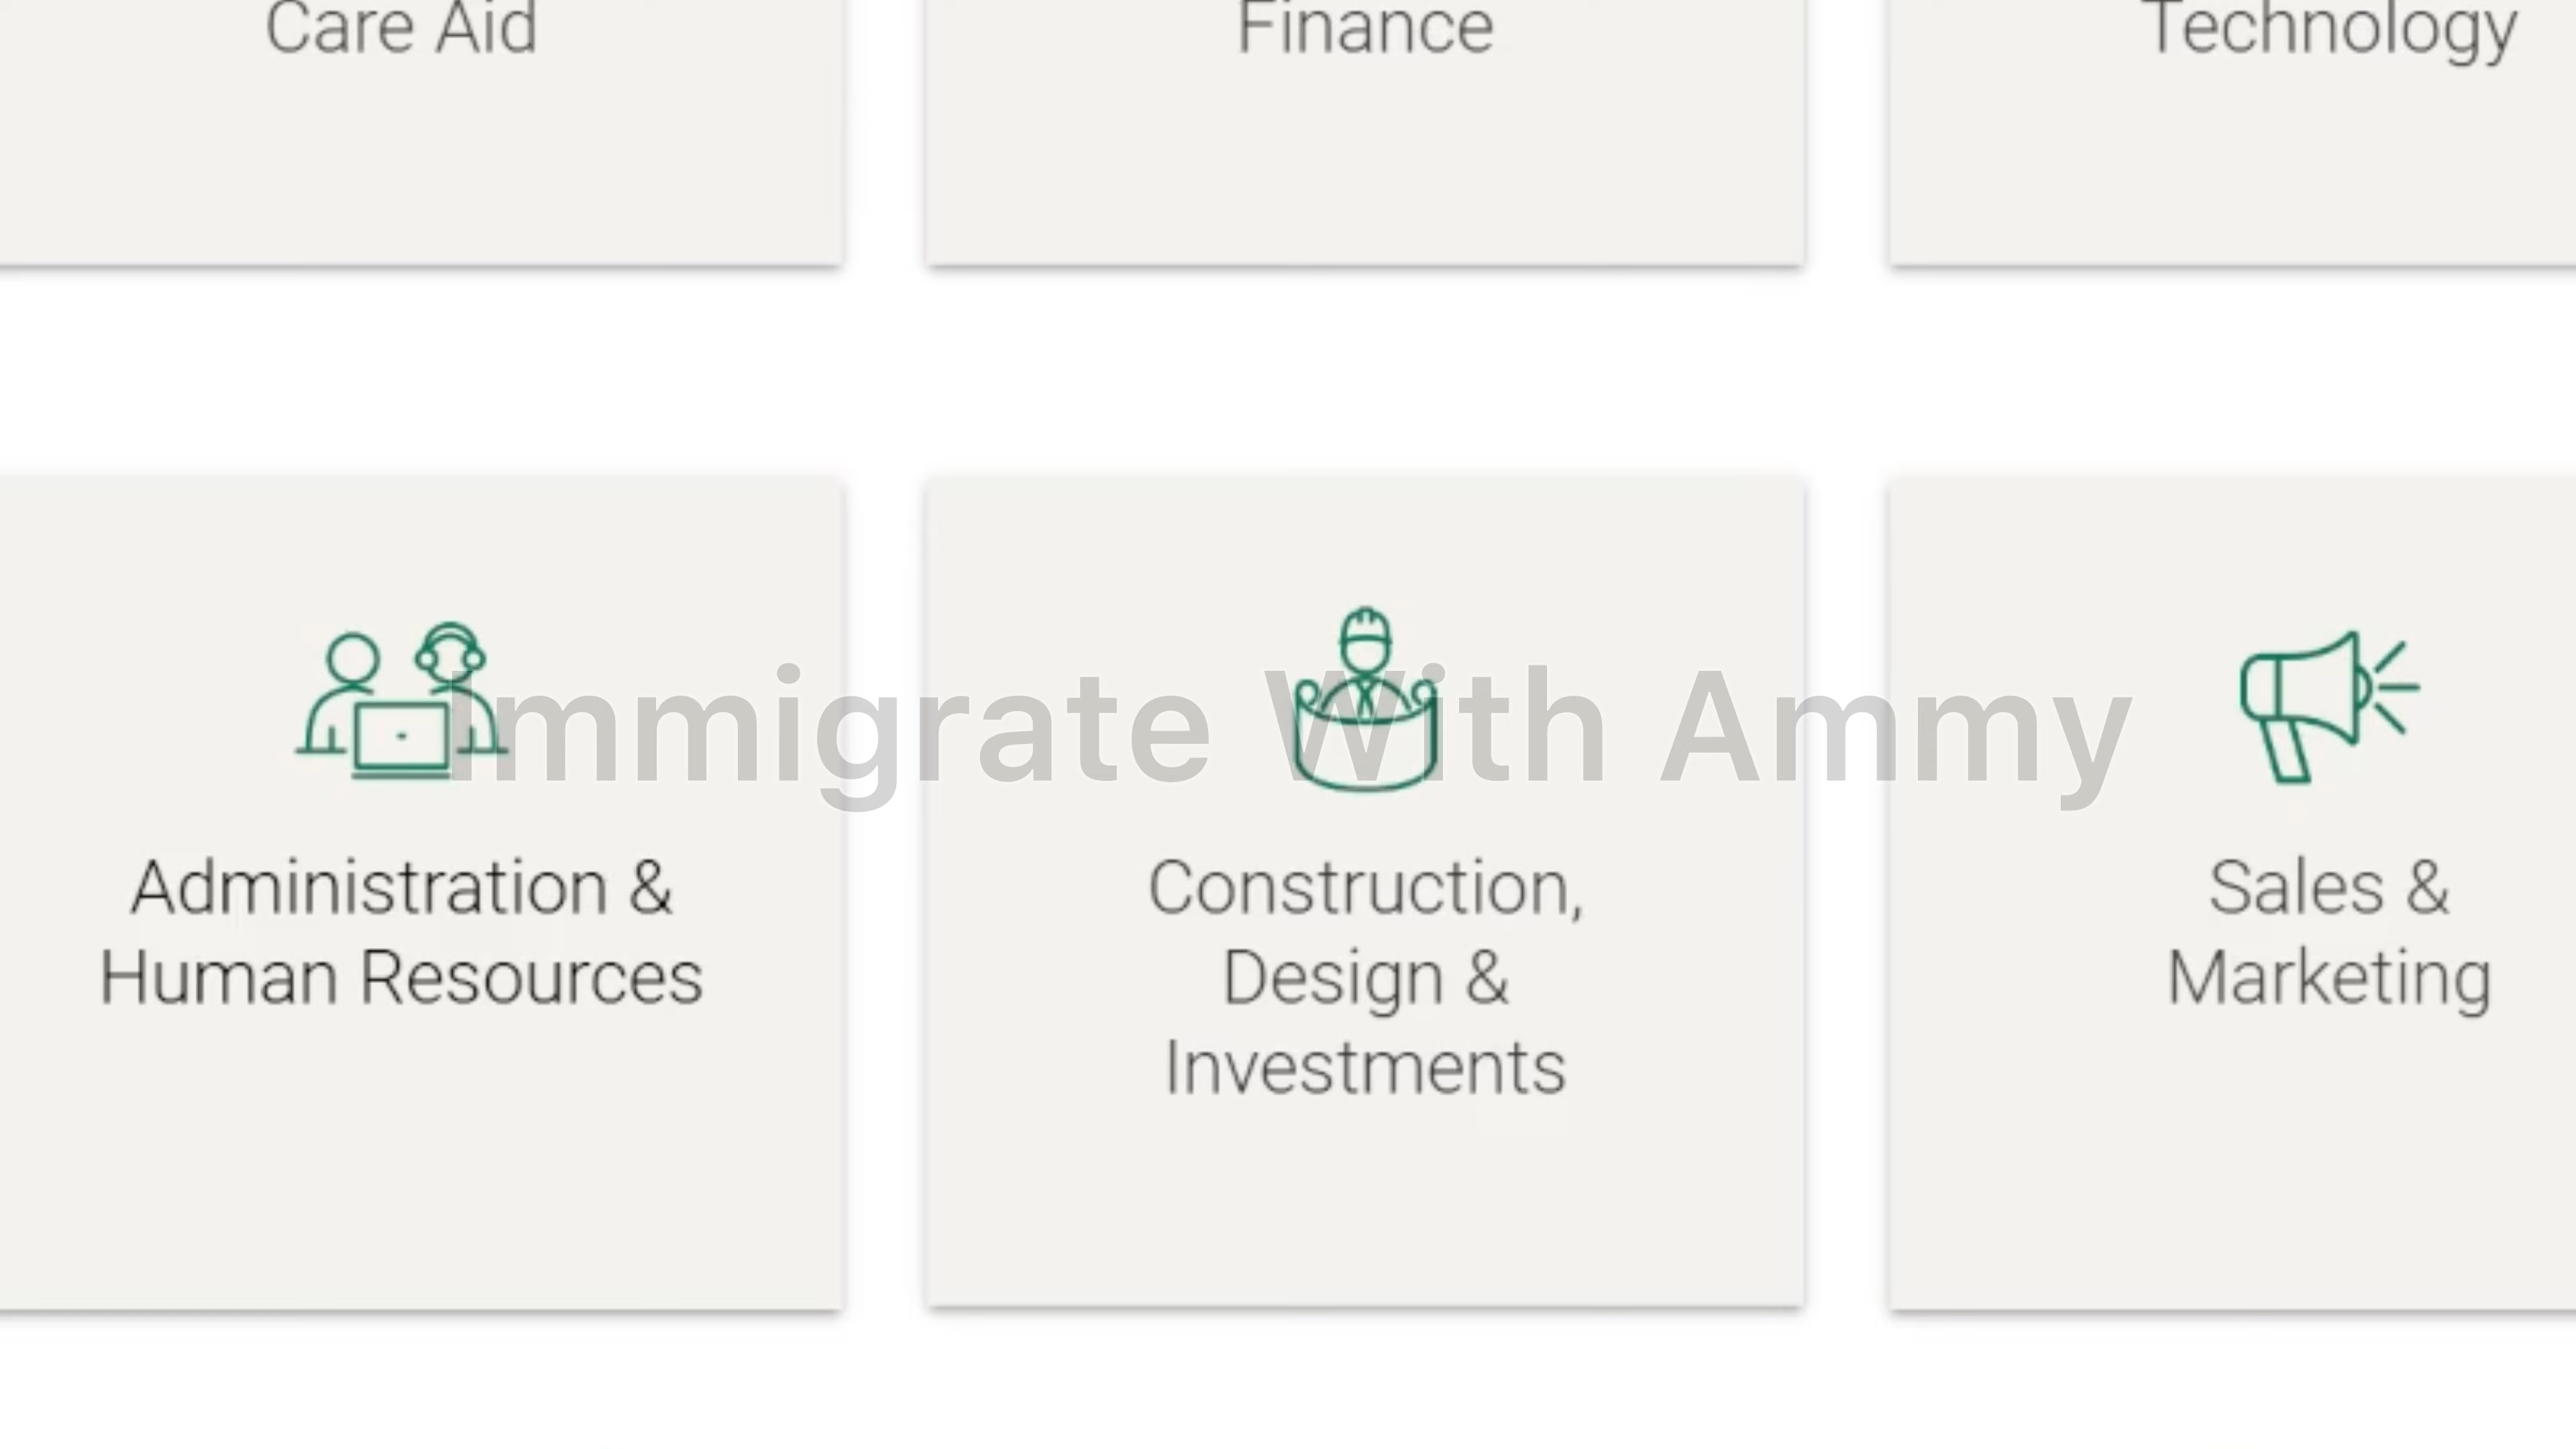 Care Aid
Finance
Technology
Immigrate With Ammy
Administration &
Human Resources
Construction,
Design &
Investments
Sales &
Marketing